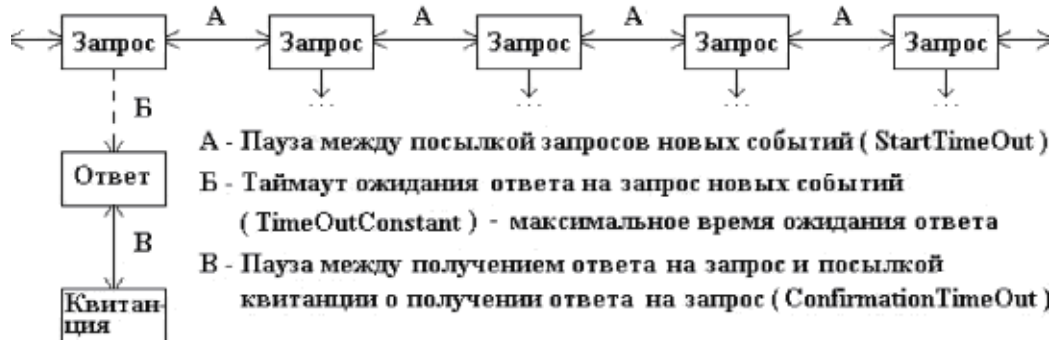 А А А А
Запрос Запрос Запрос Запрос Запрос
... ... ... ...
Б
А - Пауза между посылкой запросов новых событий ( StartTimeOut )
Ответ
Б - Таймаут ожидания ответа на запрос новых событий
( TimeOutConstant ) - максимальное время ожидания ответа
В
В - Пауза между получением ответа на запрос и посылкой
квитанции о получении ответа на запрос ( ConfirmationTimeOut )
Квитан-
ция